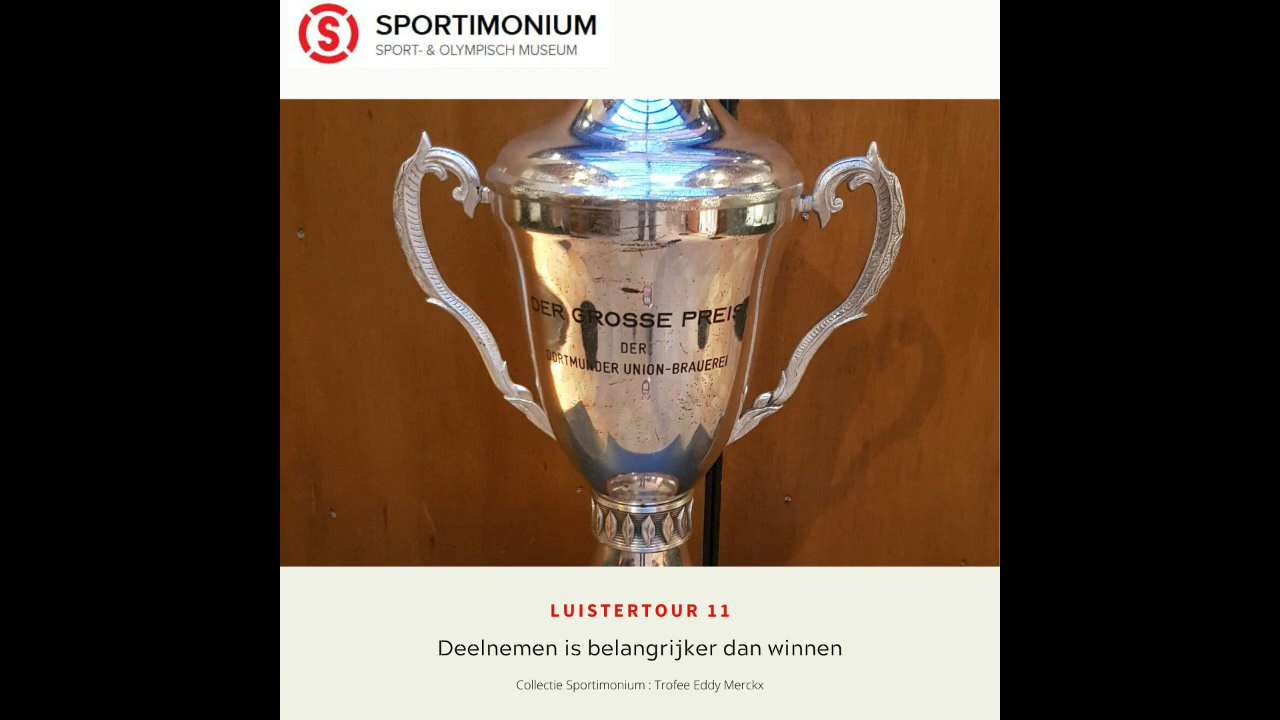 SPORTIMONIUM
SPORT- & OLYMPISCH MUSEUM
DER GROSSE PREIS
DER
DORTMUNDER UNION-BRAUEREI
LUISTERTOUR 11
Deelnemen is belangrijker dan winnen
Collectie Sportimonium : Trofee Eddy Merckx